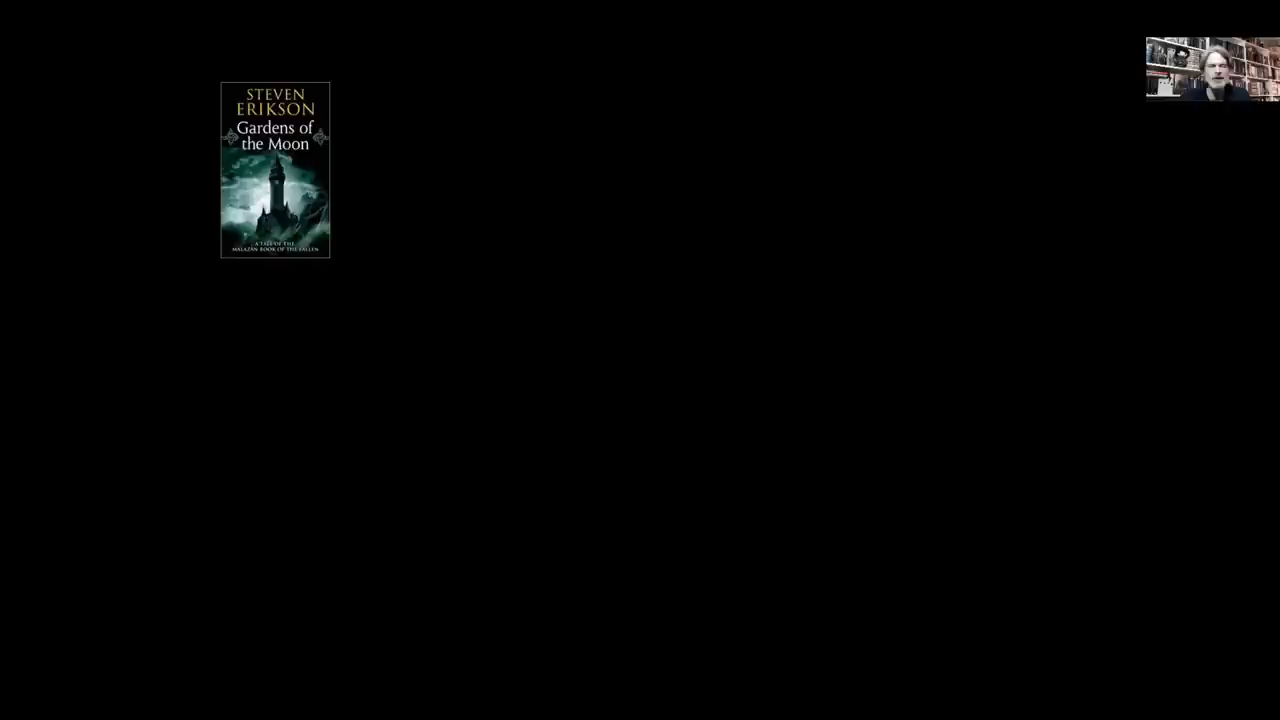 STEVEN
ERIKSON
Gardens of
the Moon
A TALE OF THE
MALAZAN BOOK OF THE FALLEN